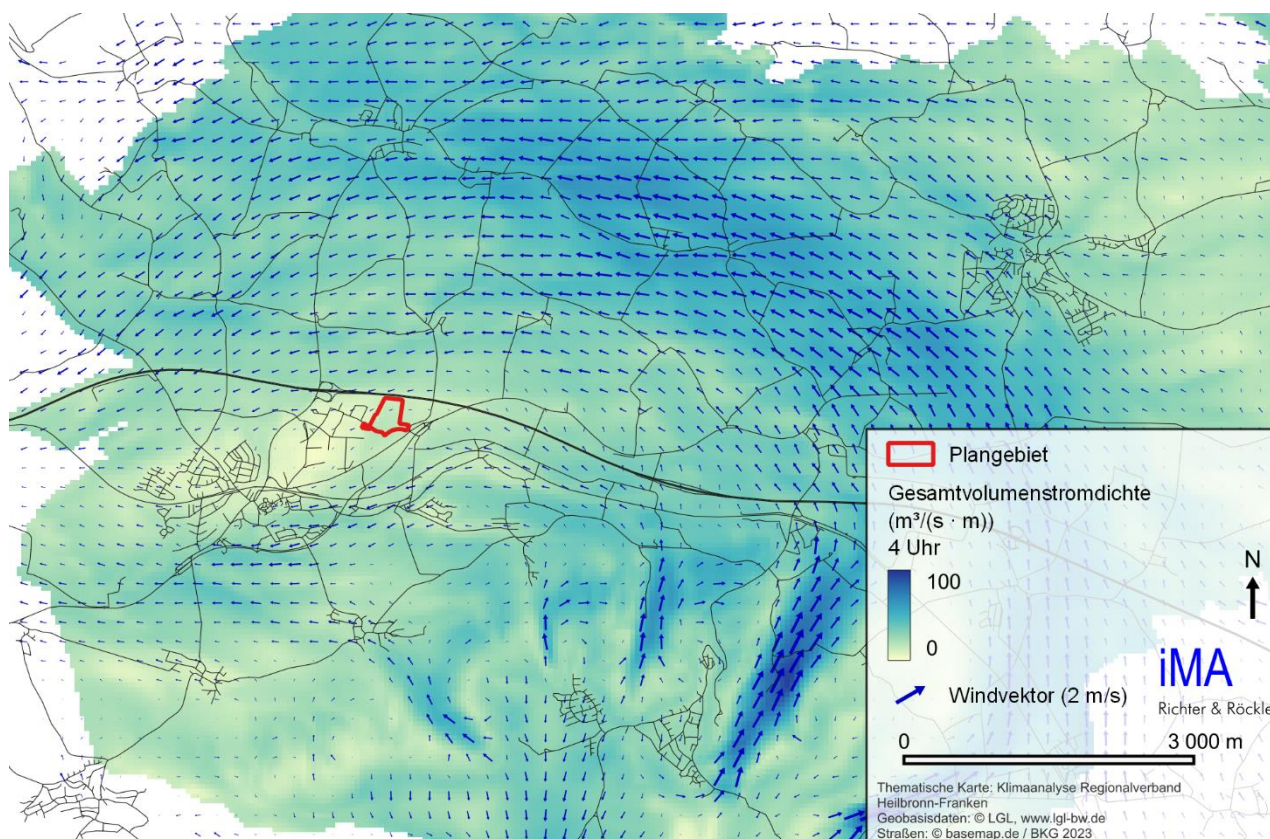 Plangebiet
Gesamtvolumenstromdichte
(m³/(s · m))
4 Uhr
100
0
N
Windvektor (2 m/s)
iMA
Richter & Röckle
0 3 000 m
Thematische Karte: Klimaanalyse Regionalverband
Heilbronn-Franken
Geobasisdaten: © LGL, www.lgl-bw.de
Straßen: © basemap.de / BKG 2023